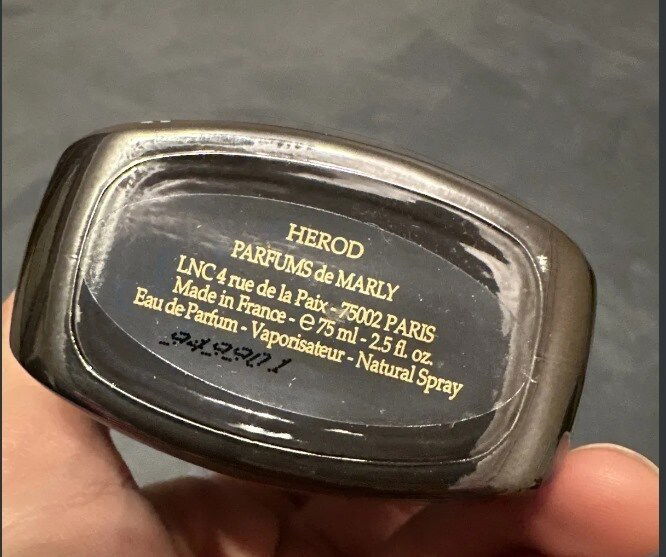 HEROD
PARFUMS de MARLY
LNC 4 rue de la Paix - 75002 PARIS
Made in France - ℮ 75 ml - 2.5 fl. oz.
Eau de Parfum - Vaporisateur - Natural Spray
949901